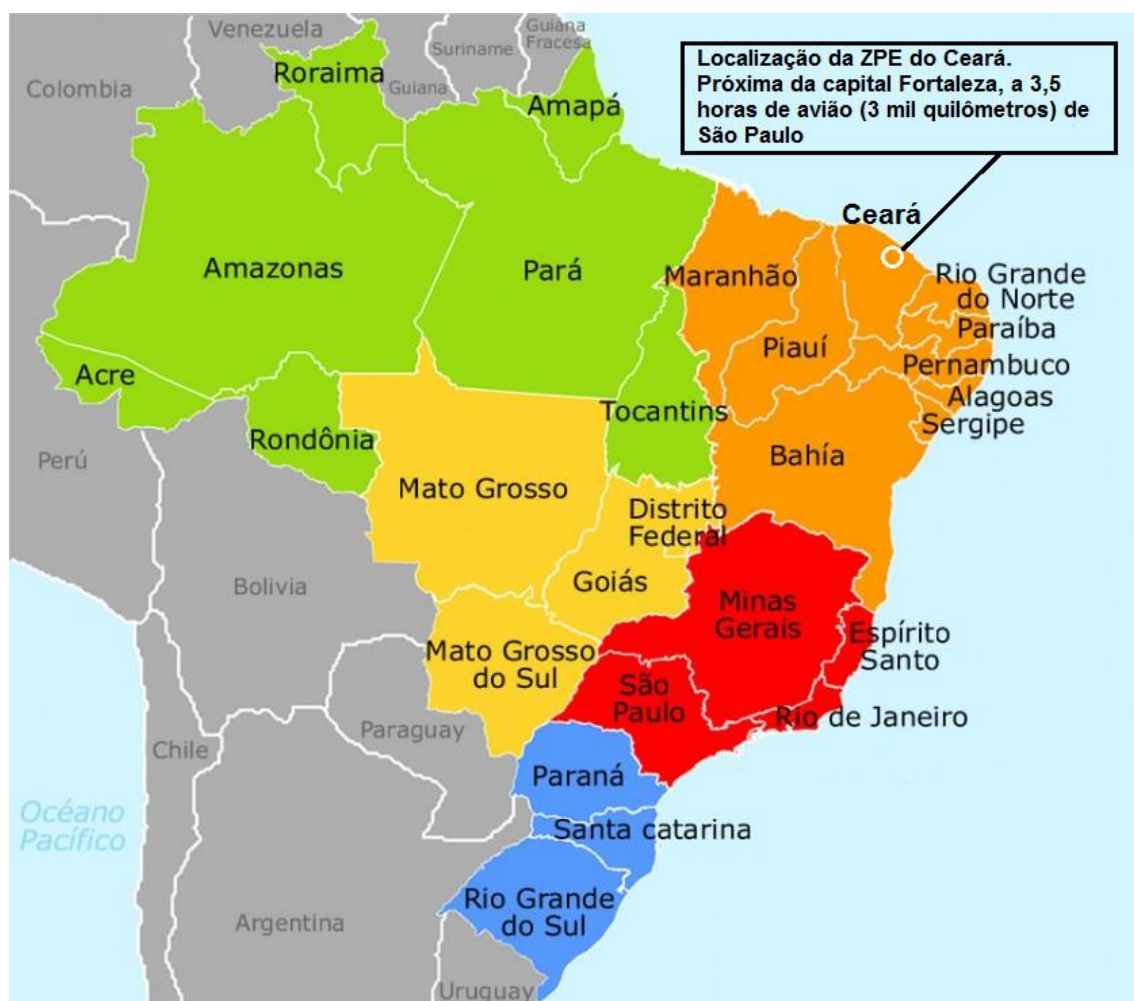 Venezuela
Guiana
Fracesa
Suriname
Colombia
Roraima
Guiana
Amapá
Localização da ZPE do Ceará.
Próxima da capital Fortaleza, a 3,5
horas de avião (3 mil quilômetros) de
São Paulo
Ceará
Amazonas
Pará
Maranhão
Rio Grande
do Norte
Paraíba
Piauí
Pernambuco
Acre
Alagoas
Tocantins
Sergipe
Rondônia
Perú
Bahía
Mato Grosso
Distrito
Federal
Bolivia
Goiás
Minas
Gerais
Espírito
Santo
Mato Grosso
do Sul
São
Paulo
Rio de Janeiro
Paraguay
Chile
Paraná
Océano
Pacífico
Santa catarina
Rio Grande
do Sul
Argentina
Uruguay